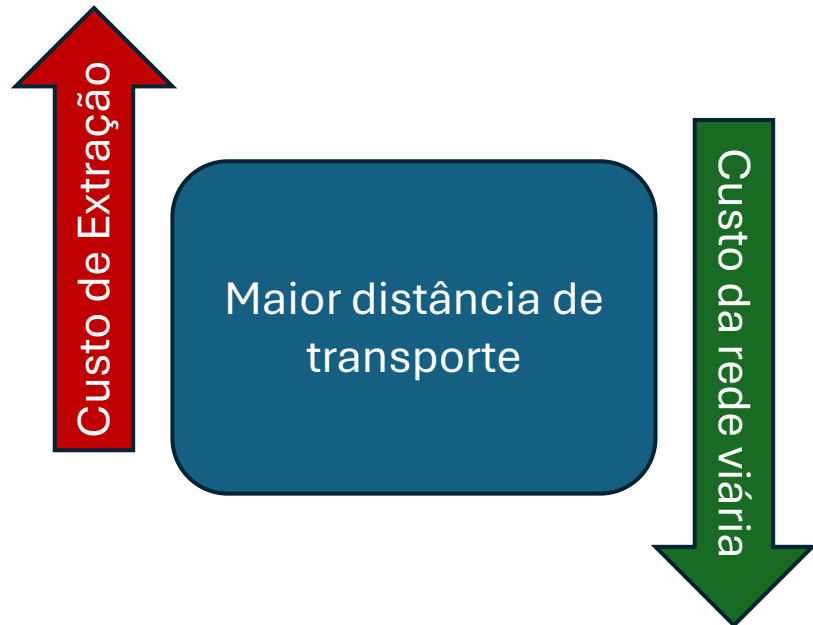 Custo de Extração
Maior distância de
transporte
Custo da rede viária